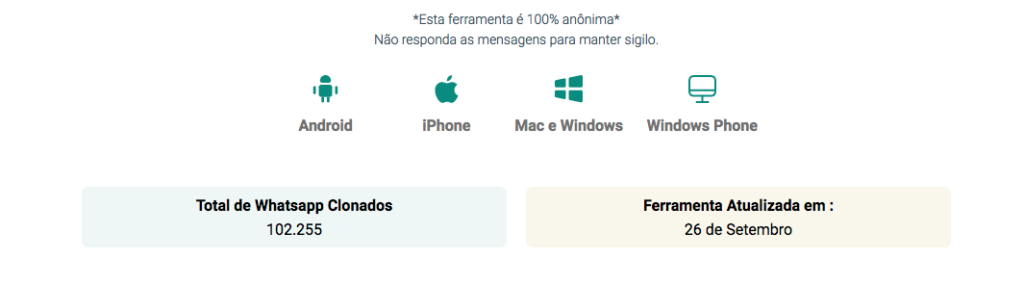 *Esta ferramenta é 100% anônima*
Não responda as mensagens para manter sigilo.
Android
iPhone
Mac e Windows
Windows Phone
Total de Whatsapp Clonados
102.255
Ferramenta Atualizada em :
26 de Setembro